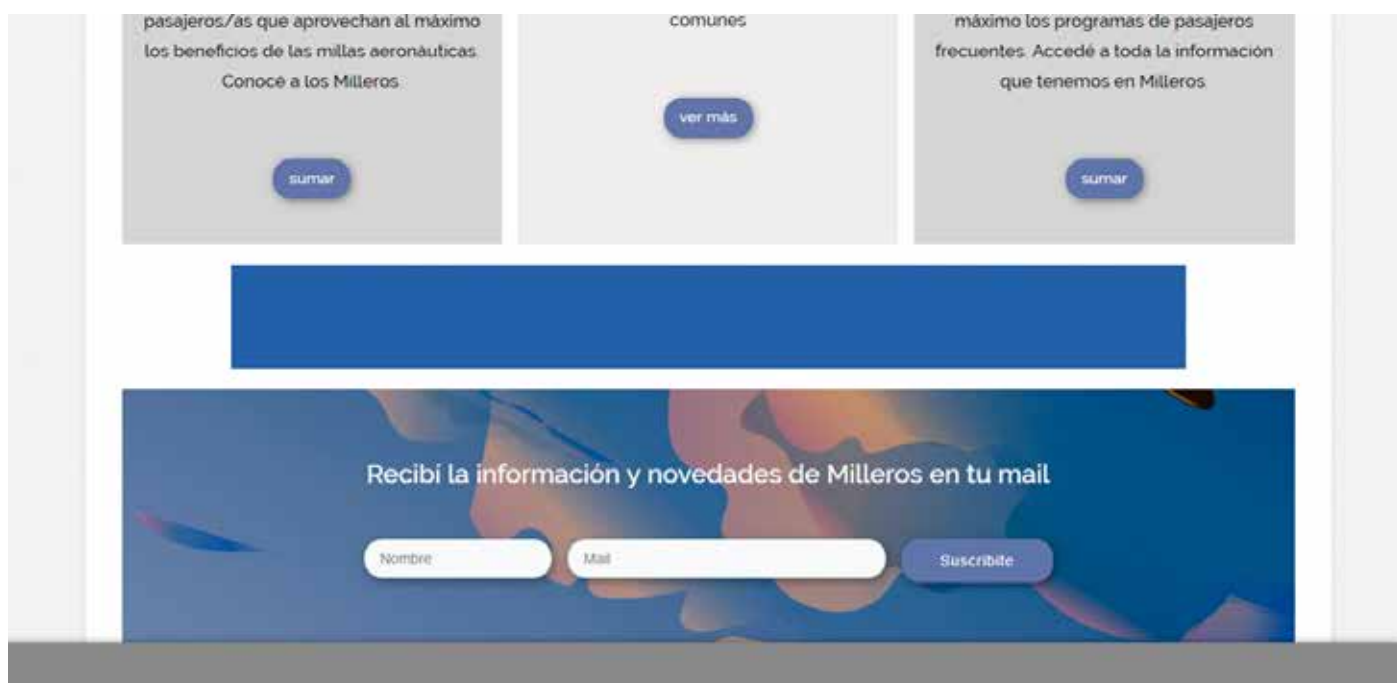 pasajeros/as que aprovechan al máximo
los beneficios de las millas aeronáuticas.
Conocé a los Milleros.
sumar
comunes
ver más
máximo los programas de pasajeros
frecuentes. Accedé a toda la información
que tenemos en Milleros.
sumar
Recibí la información y novedades de Milleros en tu mail
Nombre
Mail
Suscribite